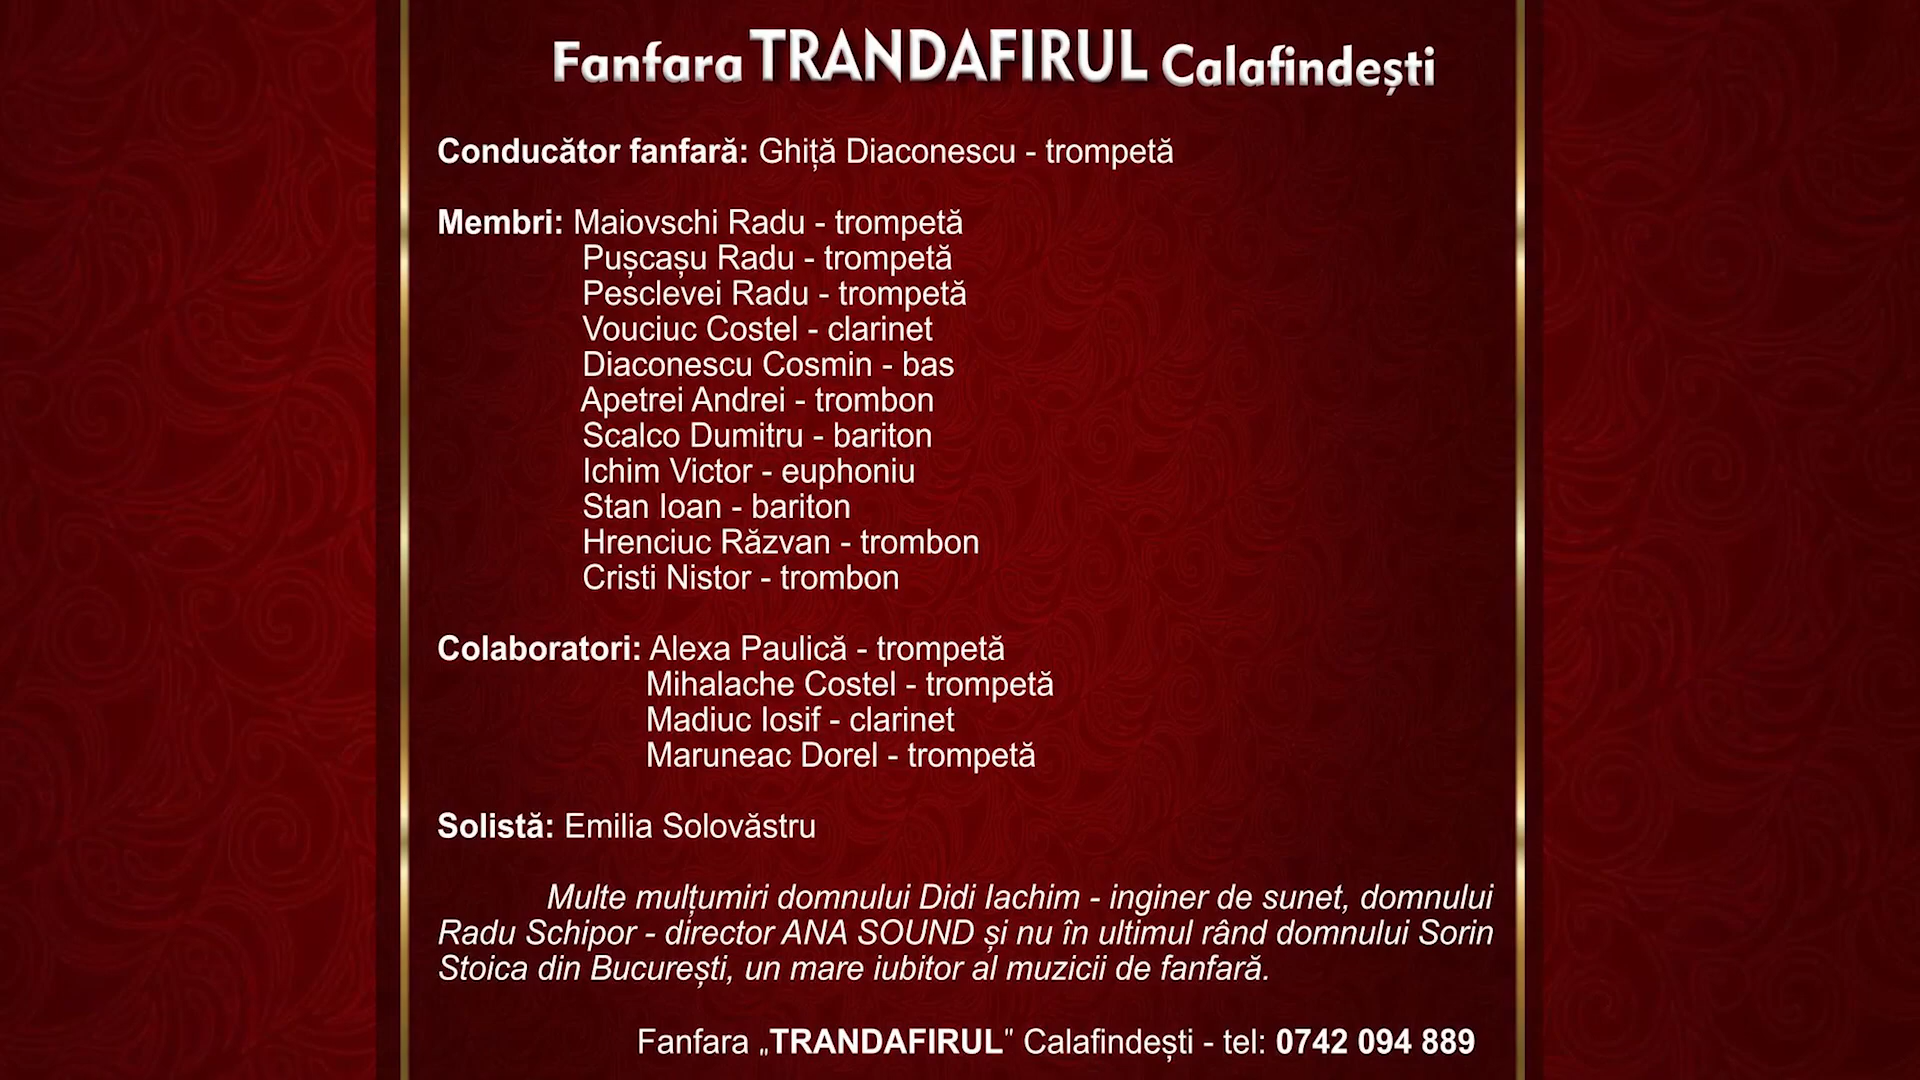 Fanfara TRANDAFIRUL Calafindești
Conducător fanfară: Ghiță Diaconescu - trompetă
Membri: Maiovschi Radu - trompetă
Pușcașu Radu - trompetă
Pesclevei Radu - trompetă
Vouciuc Costel - clarinet
Diaconescu Cosmin - bas
Apetrei Andrei - trombon
Scalco Dumitru - bariton
Ichim Victor - euphoniu
Stan Ioan - bariton
Hrenciuc Răzvan - trombon
Cristi Nistor - trombon
Colaboratori: Alexa Paulică - trompetă
Mihalache Costel - trompetă
Madiuc Iosif - clarinet
Maruneac Dorel - trompetă
Solistă: Emilia Solovăstru
Multe mulțumiri domnului Didi Iachim - inginer de sunet, domnului
Radu Schipor - director ANA SOUND și nu în ultimul rând domnului Sorin
Stoica din București, un mare iubitor al muzicii de fanfară.
Fanfara „TRANDAFIRUL" Calafindești - tel: 0742 094 889